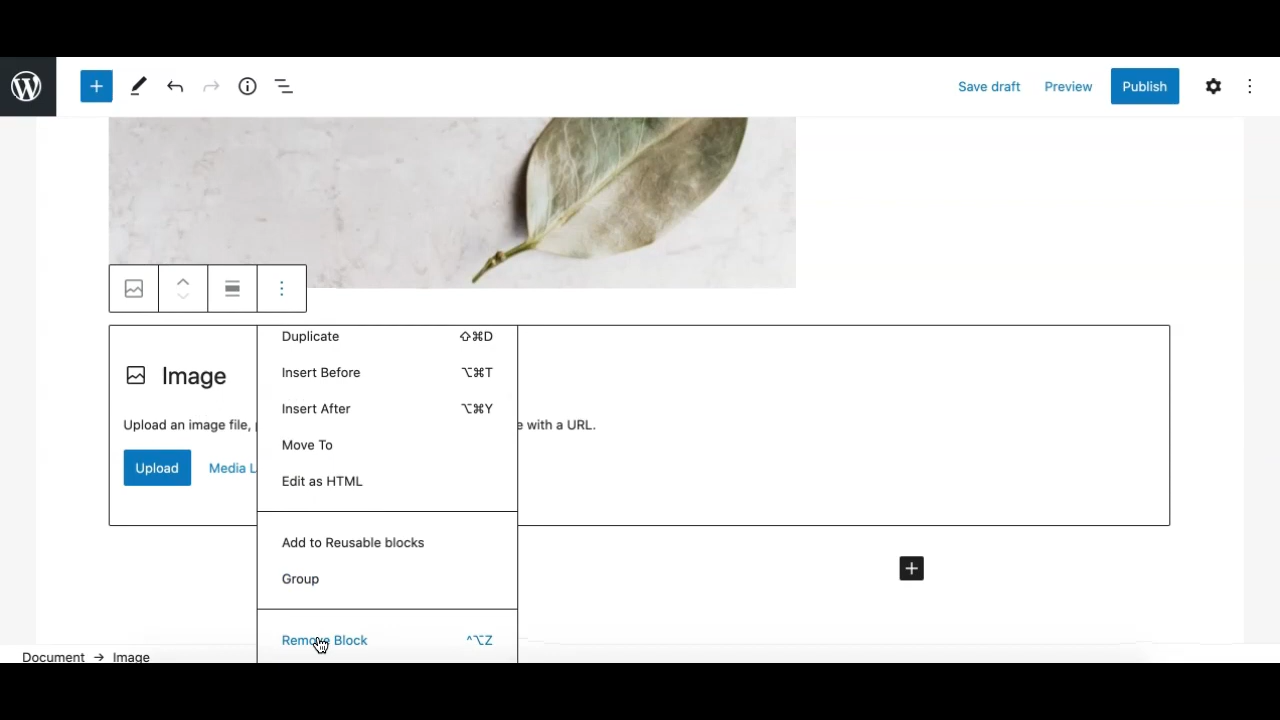 Save draft Preview Publish
Duplicate ⇧⌘D
Insert Before ⌥⌘T
Insert After ⌥⌘Y
Move To
Edit as HTML
Add to Reusable blocks
Group
Remove Block ^⌥Z
Image
Upload an image file,
e with a URL.
Upload Media L
Document → Image